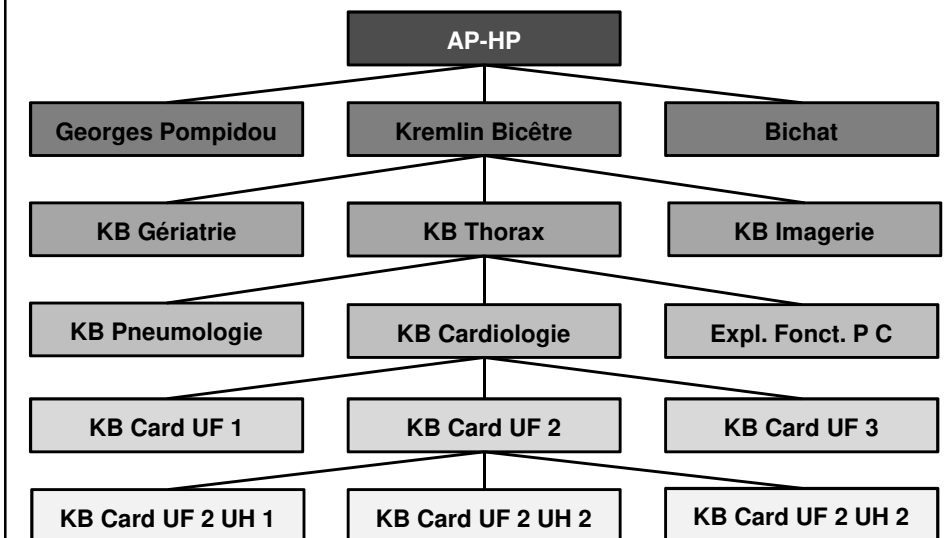 AP-HP
Georges Pompidou
Kremlin Bicêtre
Bichat
KB Gériatrie
KB Thorax
KB Imagerie
KB Pneumologie
KB Cardiologie
Expl. Fonct. P C
KB Card UF 1
KB Card UF 2
KB Card UF 3
KB Card UF 2 UH 1
KB Card UF 2 UH 2
KB Card UF 2 UH 2